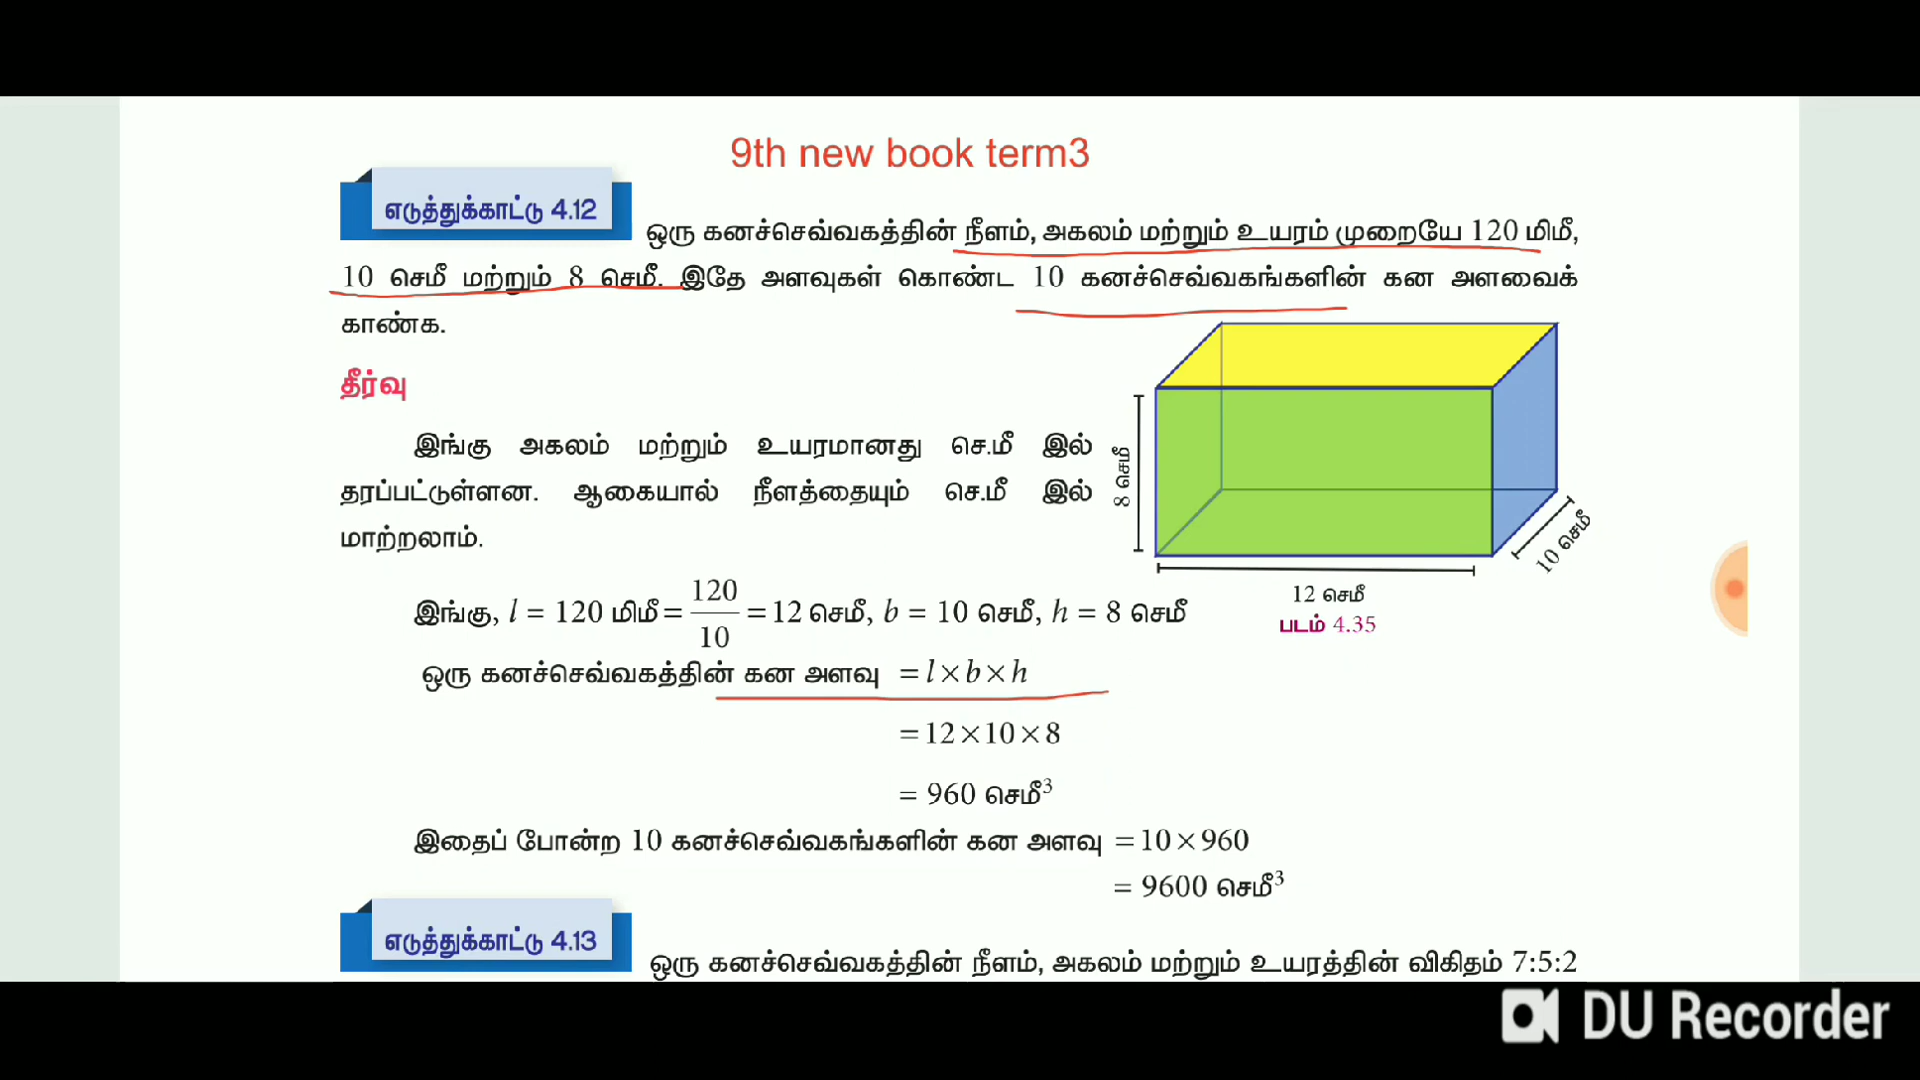 9th new book term3
எடுத்துக்காட்டு 4.12
ஒரு கனச்செவ்வகத்தின் நீளம், அகலம் மற்றும் உயரம் முறையே 120 மிமீ,
10 செமீ மற்றும் 8 செமீ. இதே அளவுகள் கொண்ட 10 கனச்செவ்வகங்களின் கன அளவைக்
காண்க.
தீர்வு
இங்கு அகலம் மற்றும் உயரமானது செ.மீ இல்
தரப்பட்டுள்ளன. ஆகையால் நீளத்தையும் செ.மீ இல்
மாற்றலாம்.
8 செமீ
10 செமீ
12 செமீ
படம் 4.35
இங்கு, l = 120 மிமீ = 120/10 = 12 செமீ, b = 10 செமீ, h = 8 செமீ
ஒரு கனச்செவ்வகத்தின் கன அளவு = l × b × h
= 12 × 10 × 8
= 960 செமீ³
இதைப் போன்ற 10 கனச்செவ்வகங்களின் கன அளவு = 10 × 960
= 9600 செமீ³
எடுத்துக்காட்டு 4.13
ஒரு கனச்செவ்வகத்தின் நீளம், அகலம் மற்றும் உயரத்தின் விகிதம் 7:5:2
DU Recorder